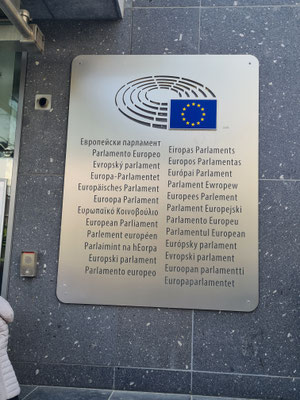 Европейски парламент
Parlamento Europeo
Evropský parlament
Europa-Parlamentet
Europäisches Parlament
Euroopa Parlament
Ευρωπαϊκό Κοινοβούλιο
European Parliament
Parlement européen
Parlaimint na hEorpa
Europski parlament
Parlamento europeo
Eiropas Parlaments
Europos Parlamentas
Európai Parlament
Parlament Ewropew
Europees Parlement
Parlament Europejski
Parlamento Europeu
Parlamentul European
Európsky parlament
Evropski parlament
Euroopan parlamentti
Europaparlamentet